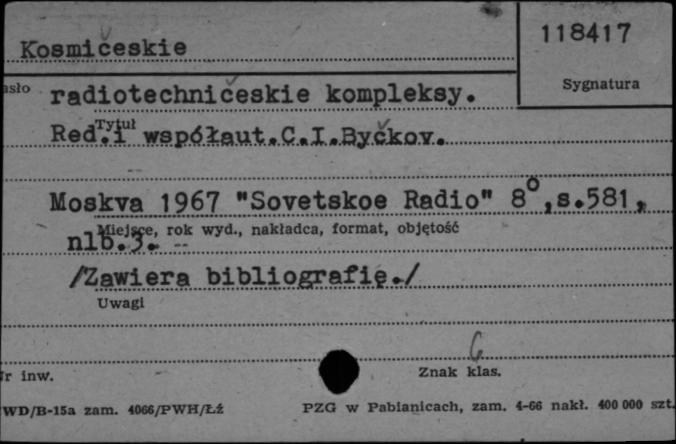 Kosmičeskie
118417
Sygnatura
asło radiotechničeskie kompleksy.
Tytuł
Red.i współaut.C.I.Byčkov.
Moskva 1967 "Sovetskoe Radio" 8°,s.581,
Miejsce, rok wyd., nakładca, format, objętość
nlb.3. --
/Zawiera bibliografię./
Uwagi
Nr inw.
Znak klas.
WD/B-15a zam. 4066/PWH/Łź
PZG w Pabianicach, zam. 4-66 nakł. 400 000 szt.